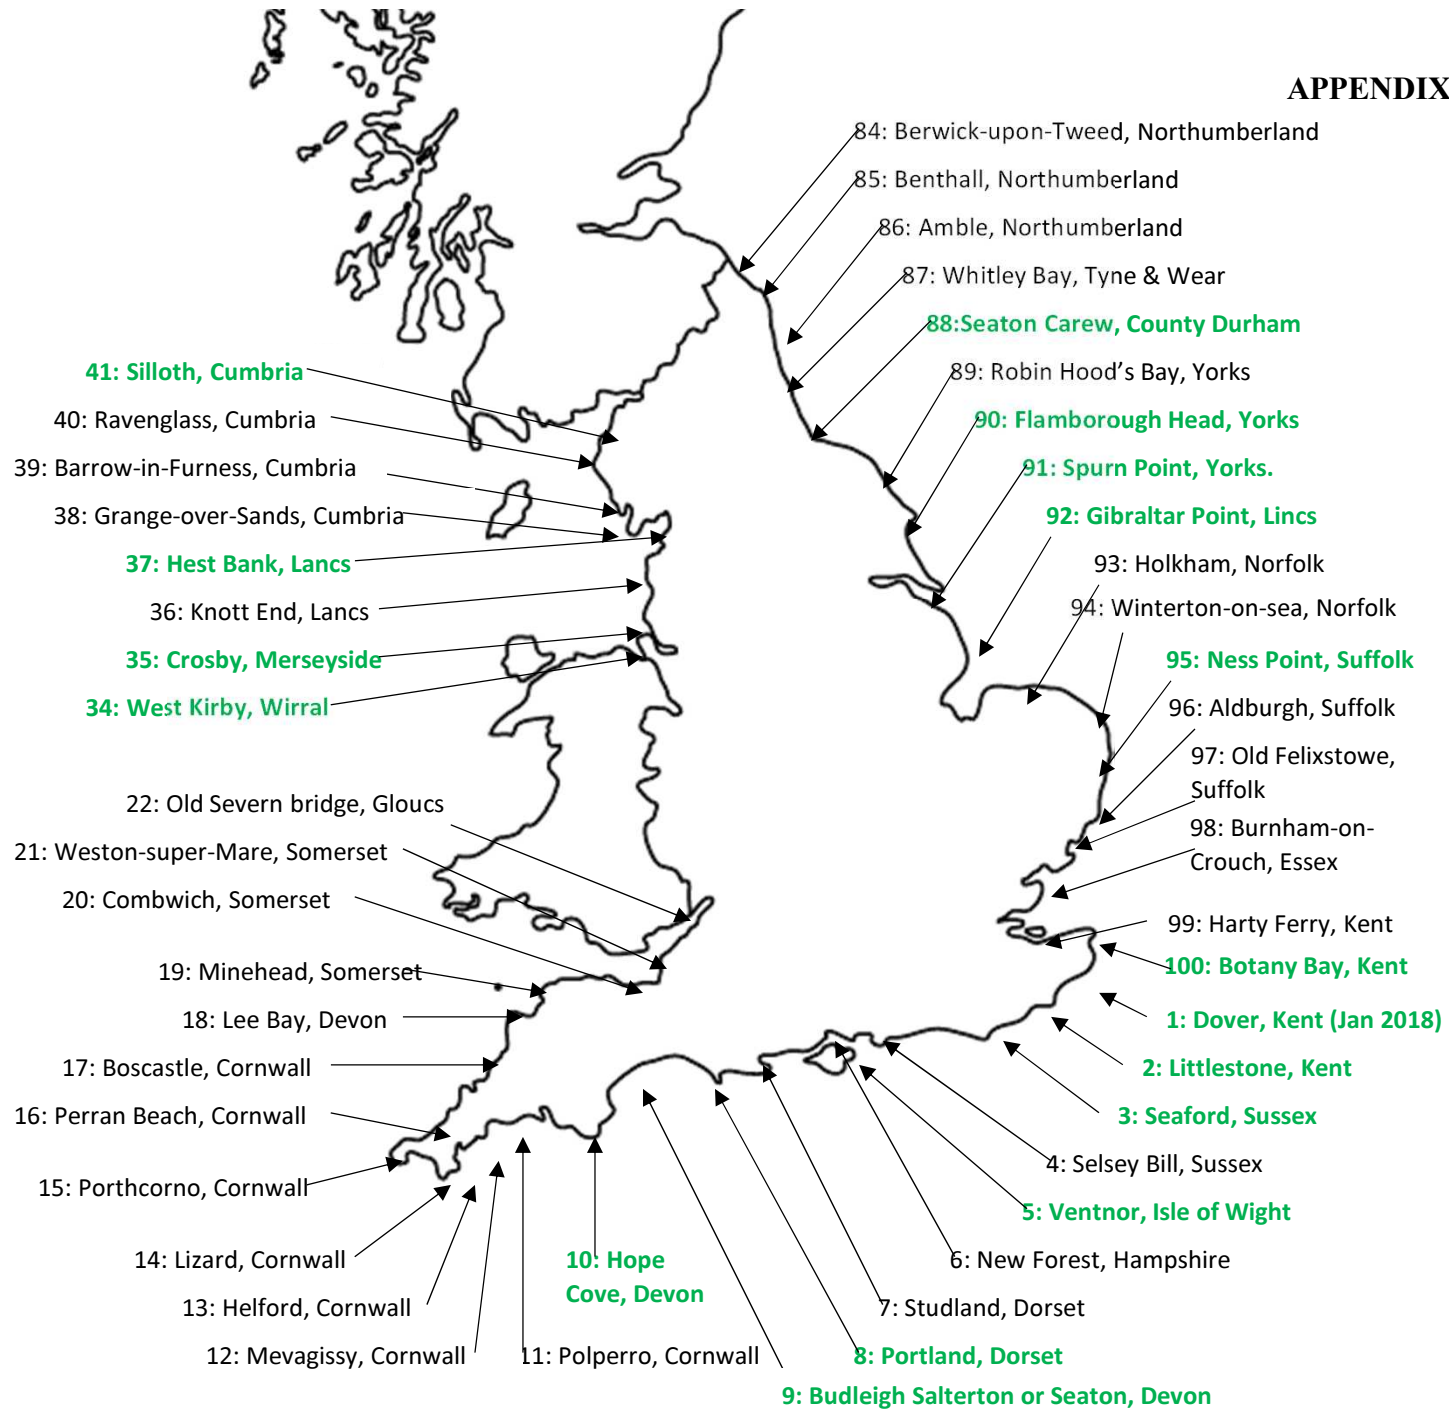 APPENDIX
84: Berwick-upon-Tweed, Northumberland
85: Benthall, Northumberland
86: Amble, Northumberland
87: Whitley Bay, Tyne & Wear
88:Seaton Carew, County Durham
89: Robin Hood’s Bay, Yorks
90: Flamborough Head, Yorks
91: Spurn Point, Yorks.
92: Gibraltar Point, Lincs
93: Holkham, Norfolk
94: Winterton-on-sea, Norfolk
95: Ness Point, Suffolk
96: Aldburgh, Suffolk
97: Old Felixstowe,
Suffolk
98: Burnham-on-
Crouch, Essex
99: Harty Ferry, Kent
100: Botany Bay, Kent
1: Dover, Kent (Jan 2018)
2: Littlestone, Kent
3: Seaford, Sussex
4: Selsey Bill, Sussex
5: Ventnor, Isle of Wight
6: New Forest, Hampshire
7: Studland, Dorset
8: Portland, Dorset
9: Budleigh Salterton or Seaton, Devon
10: Hope
Cove, Devon
11: Polperro, Cornwall
12: Mevagissy, Cornwall
13: Helford, Cornwall
14: Lizard, Cornwall
15: Porthcorno, Cornwall
16: Perran Beach, Cornwall
17: Boscastle, Cornwall
18: Lee Bay, Devon
19: Minehead, Somerset
20: Combwich, Somerset
21: Weston-super-Mare, Somerset
22: Old Severn bridge, Gloucs
34: West Kirby, Wirral
35: Crosby, Merseyside
36: Knott End, Lancs
37: Hest Bank, Lancs
38: Grange-over-Sands, Cumbria
39: Barrow-in-Furness, Cumbria
40: Ravenglass, Cumbria
41: Silloth, Cumbria